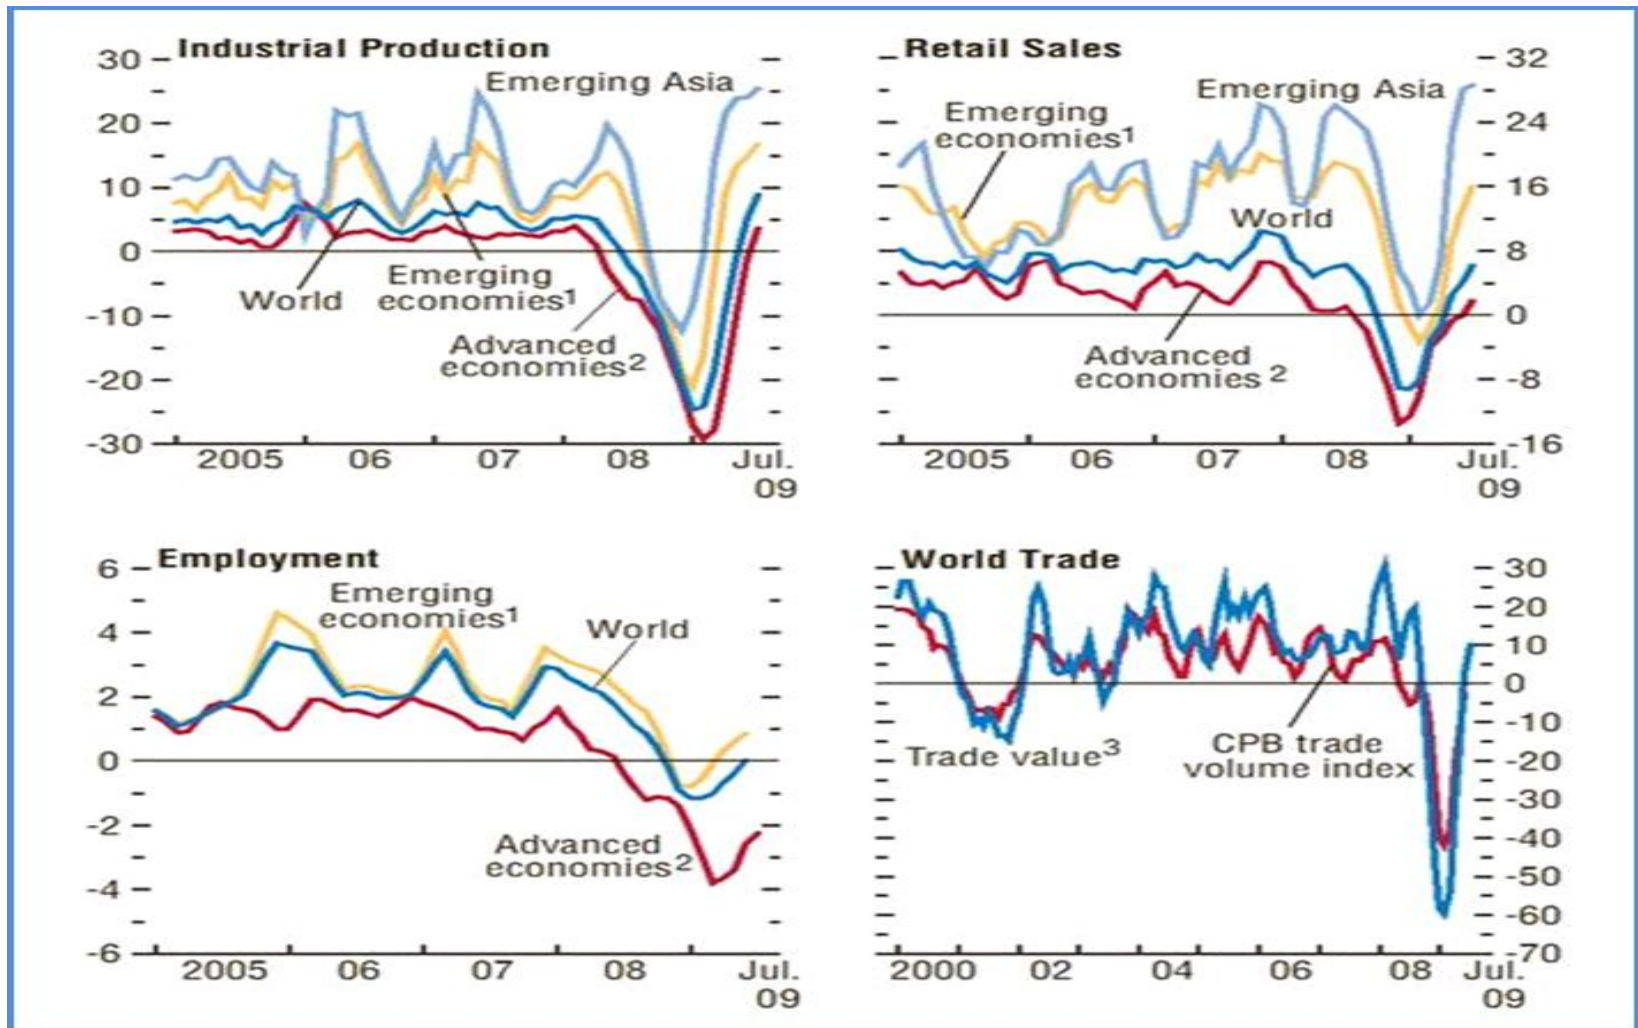 Industrial Production
30
20
10
0
-10
-20
-30
Emerging Asia
World
Emerging
economies1
Advanced
economies2
2005 06 07 08 Jul.
09
Retail Sales
32
24
16
8
0
-8
-16
Emerging Asia
Emerging
economies1
World
Advanced
economies 2
2005 06 07 08 Jul.
09
Employment
6
4
2
0
-2
-4
-6
Emerging
economies1
World
Advanced
economies2
2005 06 07 08 Jul.
09
World Trade
30
20
10
0
-10
-20
-30
-40
-50
-60
-70
Trade value3
CPB trade
volume index
2000 02 04 06 08 Jul.
09